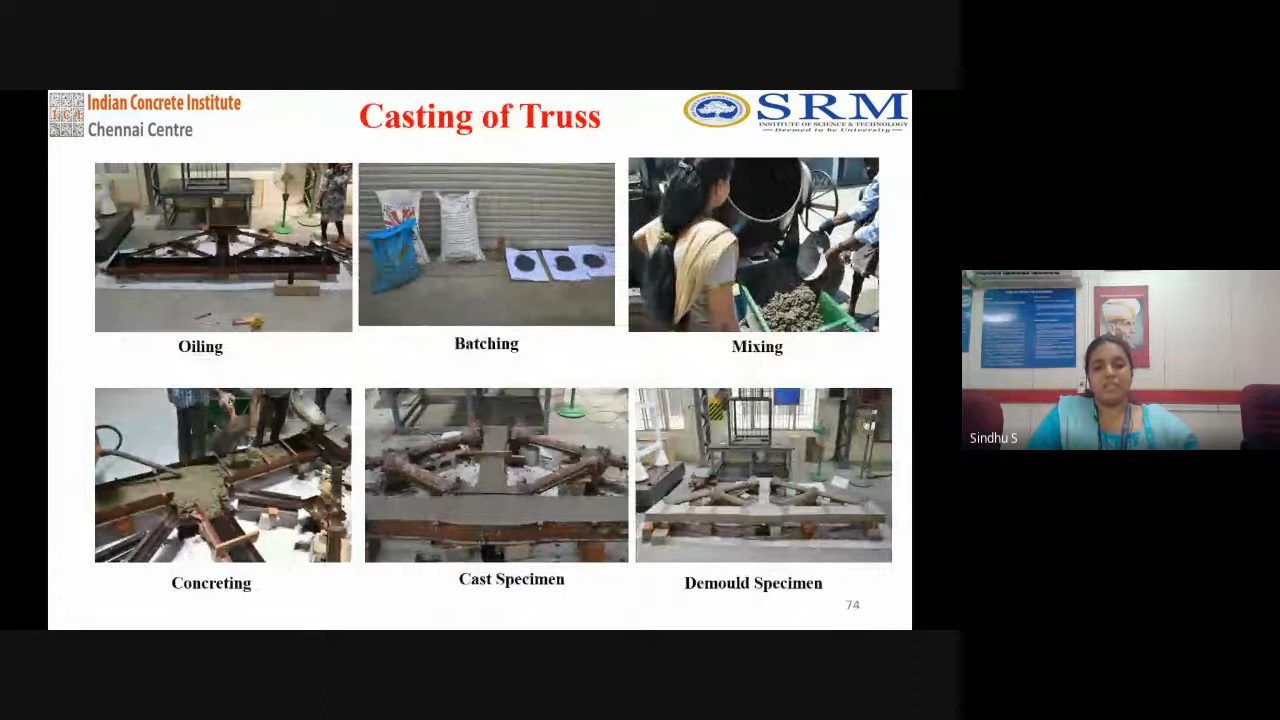 Indian Concrete Institute
Chennai Centre
Casting of Truss
SRM
INSTITUTE OF SCIENCE & TECHNOLOGY
Deemed to be University
Oiling
Batching
Mixing
Concreting
Cast Specimen
Demould Specimen
74
Sindhu S